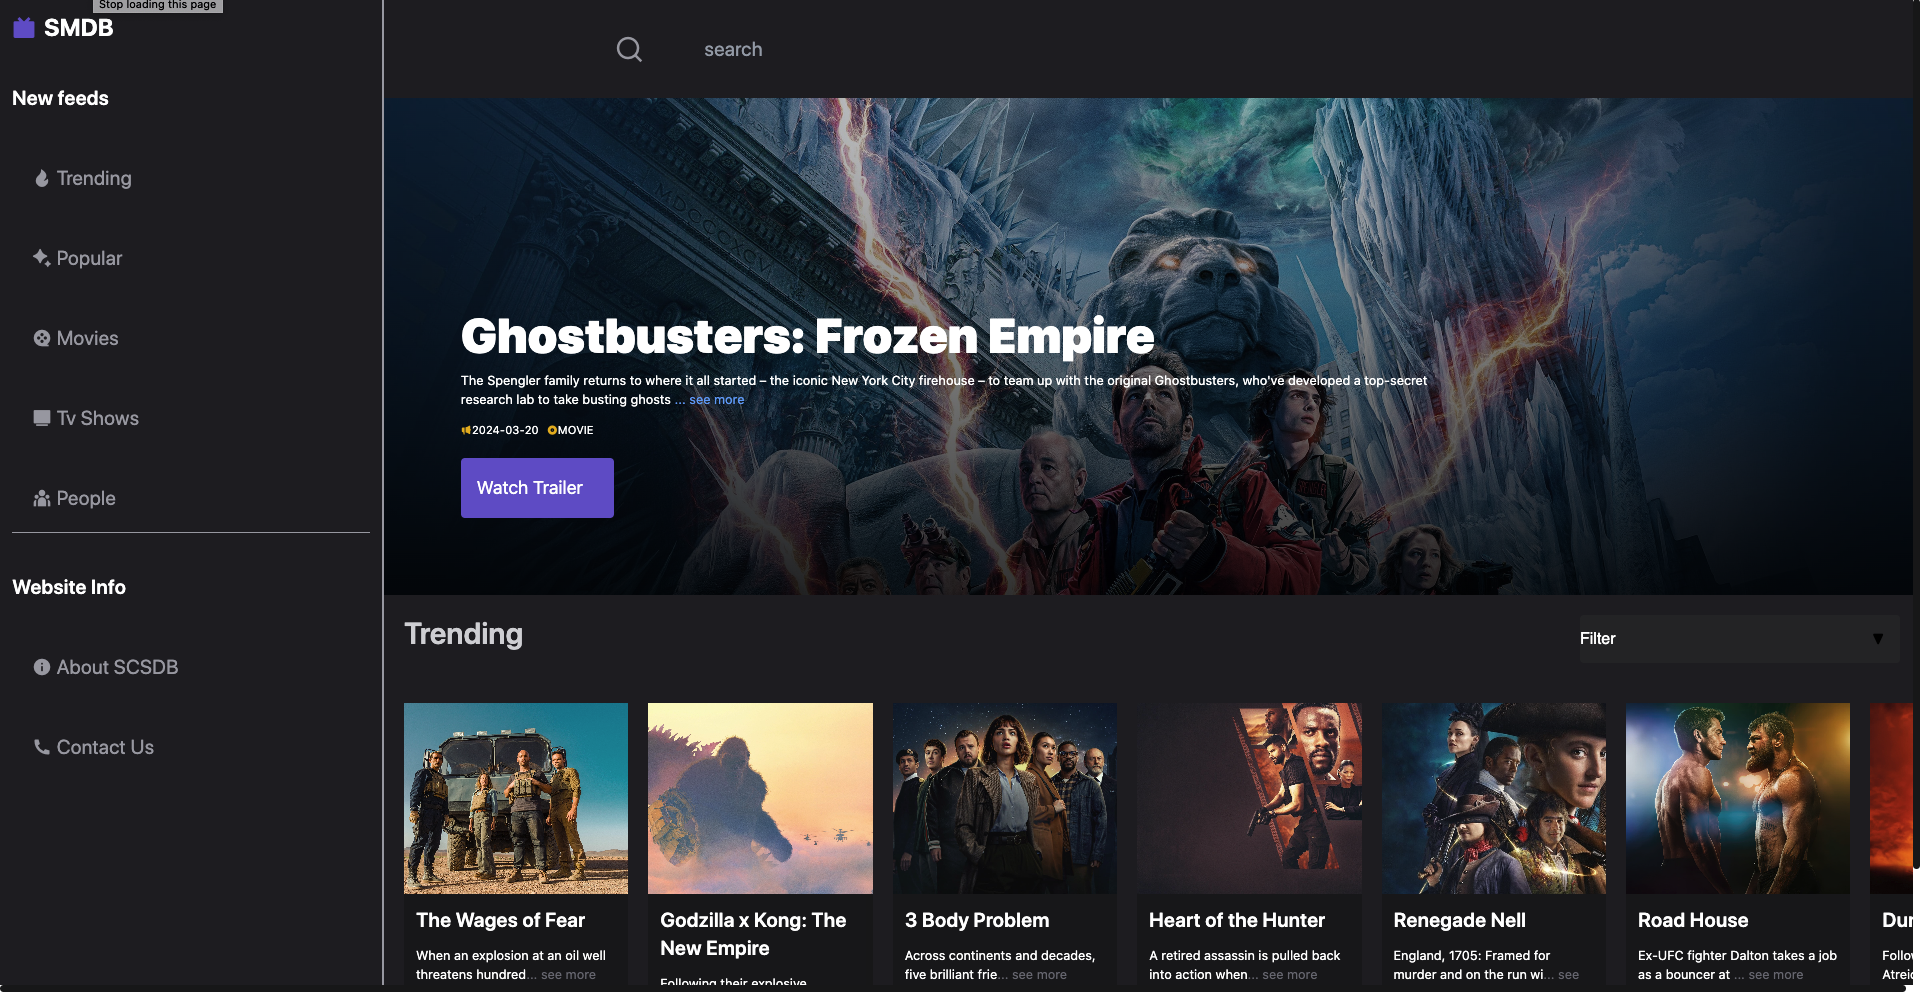 Stop loading this page
SMDB
search
New feeds
Trending
Popular
Movies
Tv Shows
People
Website Info
About SCSDB
Contact Us
Ghostbusters: Frozen Empire
The Spengler family returns to where it all started – the iconic New York City firehouse – to team up with the original Ghostbusters, who've developed a top-secret
research lab to take busting ghosts ... see more
2024-03-20 MOVIE
Watch Trailer
Trending
Filter
The Wages of Fear
When an explosion at an oil well
threatens hundred... see more
Godzilla x Kong: The
New Empire
Following their explosive
3 Body Problem
Across continents and decades,
five brilliant frie... see more
Heart of the Hunter
A retired assassin is pulled back
into action when... see more
Renegade Nell
England, 1705: Framed for
murder and on the run wi... see
Road House
Ex-UFC fighter Dalton takes a job
as a bouncer at ... see more